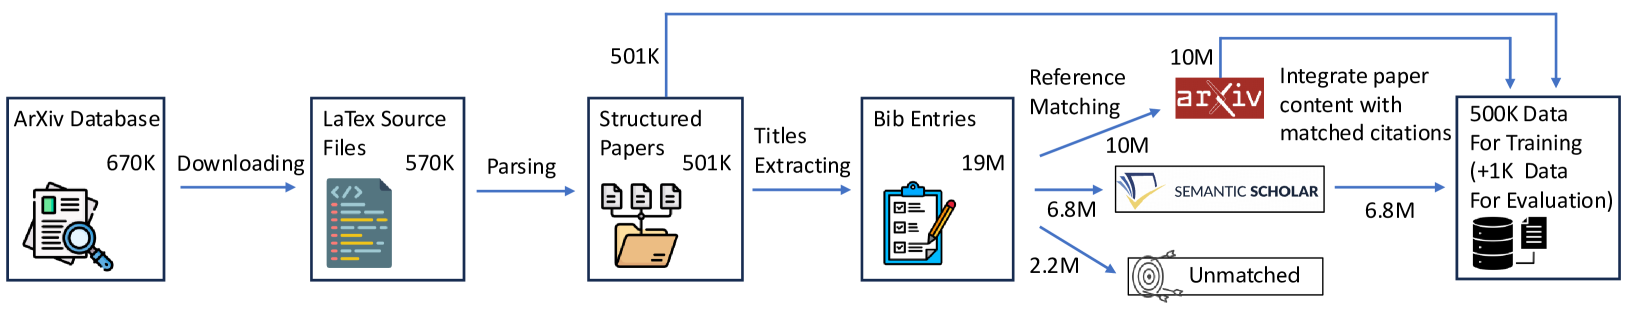 ArXiv Database
670K
Downloading
LaTex Source
Files
570K
Parsing
501K
Structured
Papers
501K
Titles
Extracting
Bib Entries
19M
Reference
Matching
10M
arXiv
10M
Integrate paper
content with
matched citations
6.8M
SEMANTIC SCHOLAR
6.8M
2.2M
Unmatched
500K Data
For Training
(+1K Data
For Evaluation)